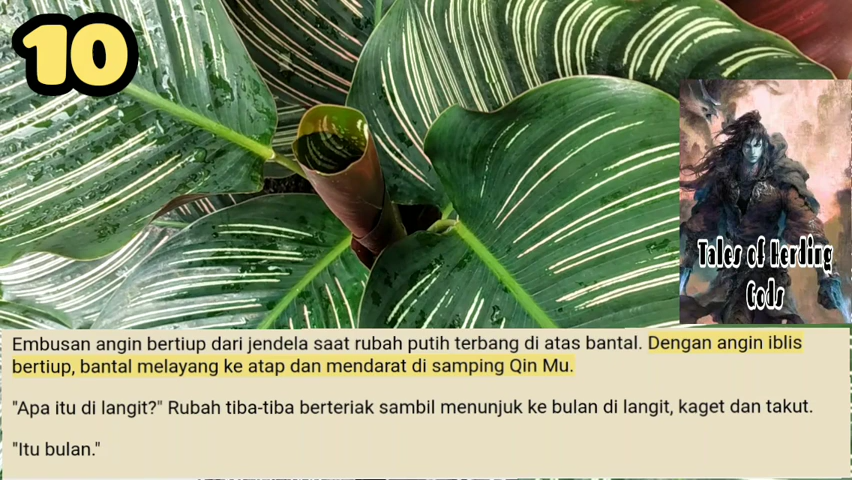 10
Tales of Herding
Gods
Embusan angin bertiup dari jendela saat rubah putih terbang di atas bantal. Dengan angin iblis
bertiup, bantal melayang ke atap dan mendarat di samping Qin Mu.
"Apa itu di langit?" Rubah tiba-tiba berteriak sambil menunjuk ke bulan di langit, kaget dan takut.
"Itu bulan."